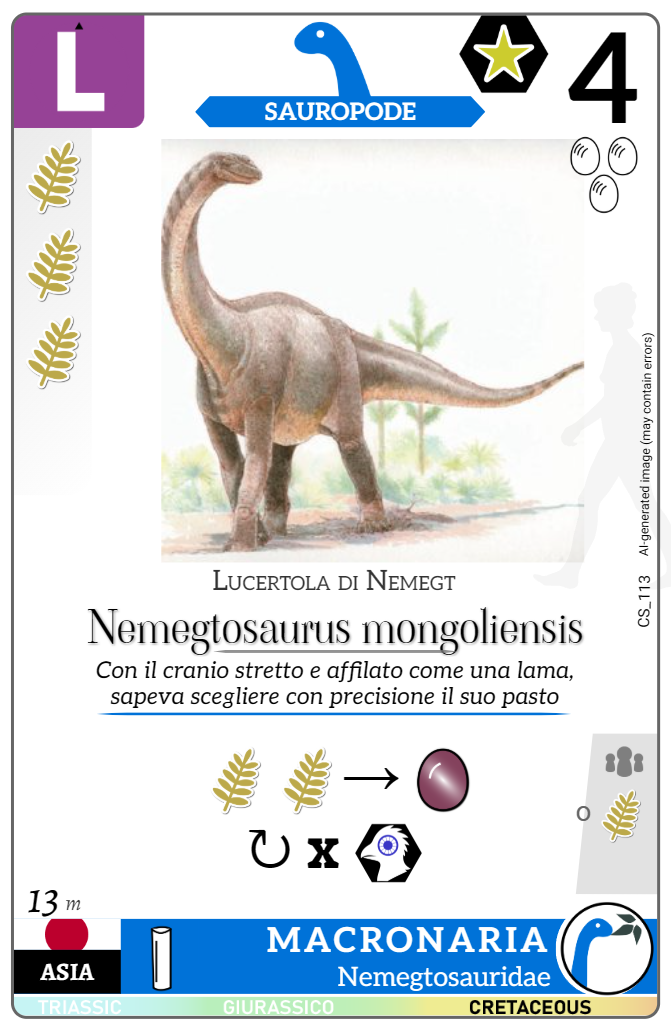 L
SAUROPODE
4
AI-generated image (may contain errors)
CS_113
Lucertola di Nemegt
Nemegtosaurus mongoliensis
Con il cranio stretto e affilato come una lama,
sapeva scegliere con precisione il suo pasto
o
x
13 m
ASIA
MACRONARIA
Nemegtosauridae
TRIASSIC GIURASSICO CRETACEOUS